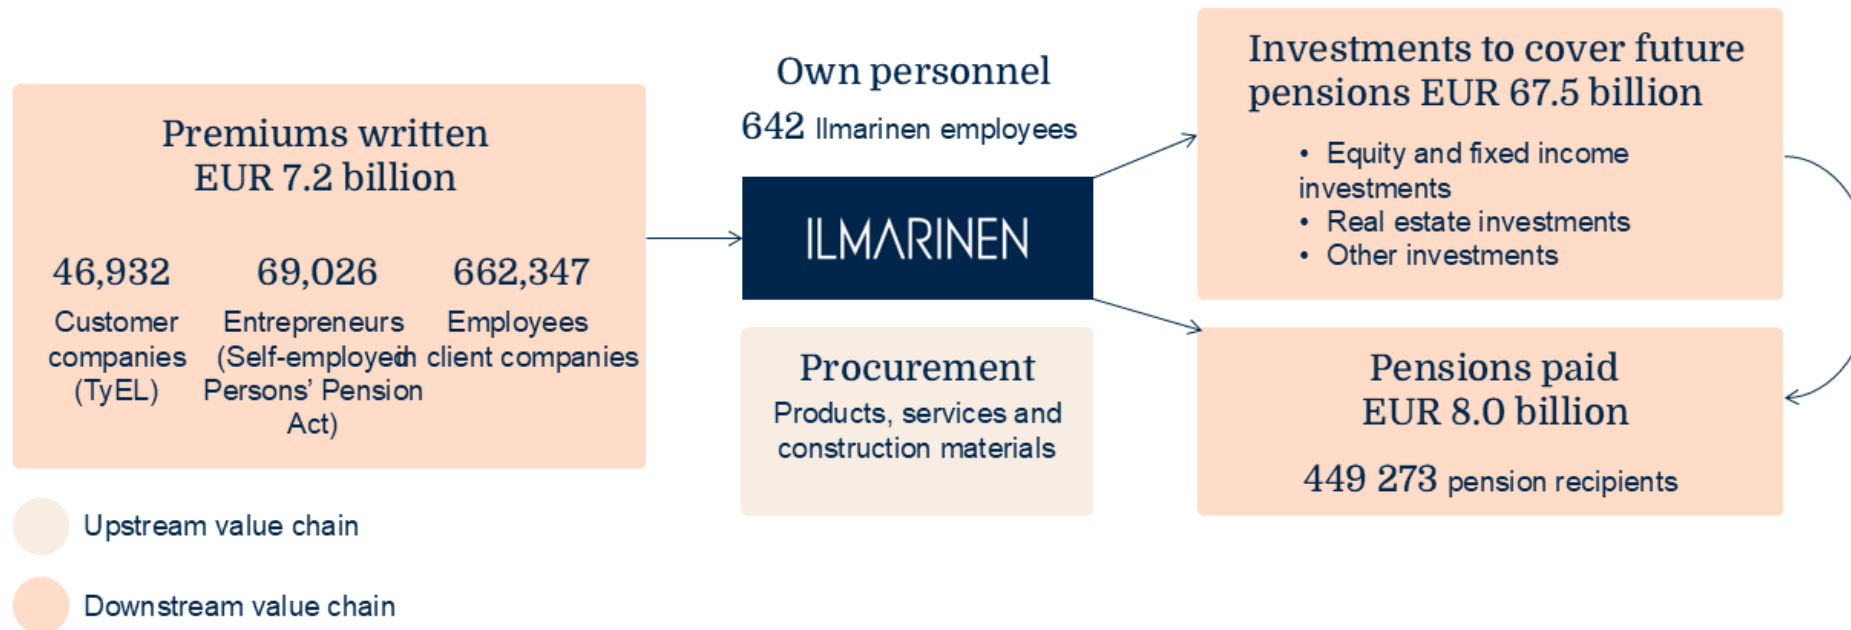 Premiums written
EUR 7.2 billion
46,932
Customer
companies
(TyEL)
69,026
Entrepreneurs
(Self-employed
Persons’ Pension
Act)
662,347
Employees
in client companies
Own personnel
642 Ilmarinen employees
ILMARINEN
Procurement
Products, services and
construction materials
Investments to cover future
pensions EUR 67.5 billion
• Equity and fixed income
investments
• Real estate investments
• Other investments
Pensions paid
EUR 8.0 billion
449 273 pension recipients
Upstream value chain
Downstream value chain